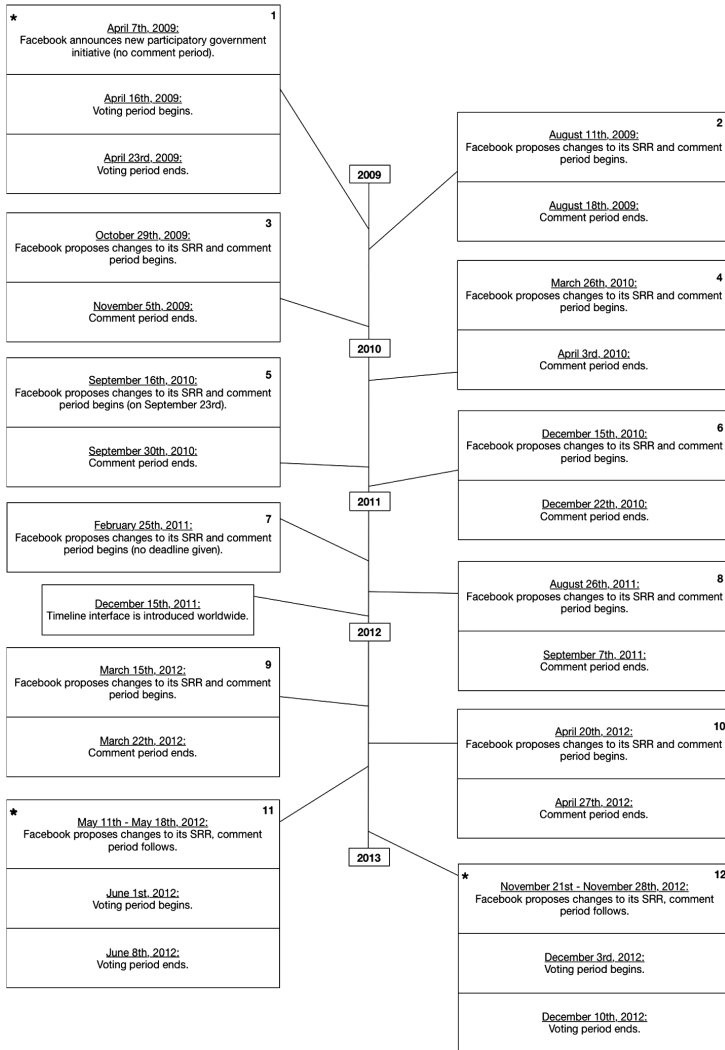 *
1
April 7th, 2009:
Facebook announces new participatory government
initiative (no comment period).
April 16th, 2009:
Voting period begins.
April 23rd, 2009:
Voting period ends.
2
August 11th, 2009:
Facebook proposes changes to its SRR and comment
period begins.
August 18th, 2009:
Comment period ends.
2009
3
October 29th, 2009:
Facebook proposes changes to its SRR and comment
period begins.
November 5th, 2009:
Comment period ends.
4
March 26th, 2010:
Facebook proposes changes to its SRR and comment
period begins.
April 3rd, 2010:
Comment period ends.
2010
5
September 16th, 2010:
Facebook proposes changes to its SRR and comment
period begins (on September 23rd).
September 30th, 2010:
Comment period ends.
6
December 15th, 2010:
Facebook proposes changes to its SRR and comment
period begins.
December 22nd, 2010:
Comment period ends.
2011
7
February 25th, 2011:
Facebook proposes changes to its SRR and comment
period begins (no deadline given).
8
August 26th, 2011:
Facebook proposes changes to its SRR and comment
period begins.
September 7th, 2011:
Comment period ends.
December 15th, 2011:
Timeline interface is introduced worldwide.
2012
9
March 15th, 2012:
Facebook proposes changes to its SRR and comment
period begins.
March 22th, 2012:
Comment period ends.
10
April 20th, 2012:
Facebook proposes changes to its SRR and comment
period begins.
April 27th, 2012:
Comment period ends.
*
11
May 11th - May 18th, 2012:
Facebook proposes changes to its SRR, comment
period follows.
June 1st, 2012:
Voting period begins.
June 8th, 2012:
Voting period ends.
2013
*
12
November 21st - November 28th, 2012:
Facebook proposes changes to its SRR, comment
period follows.
December 3rd, 2012:
Voting period begins.
December 10th, 2012:
Voting period ends.